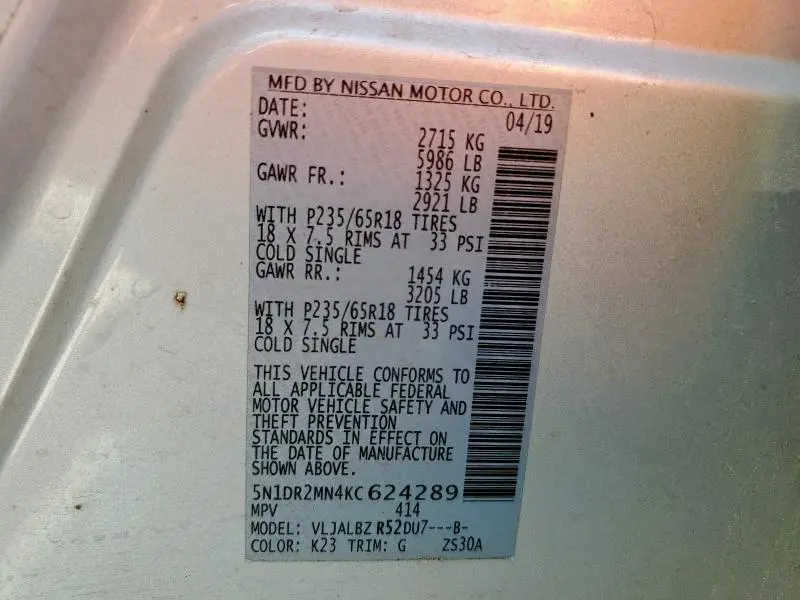 MFD BY NISSAN MOTOR CO., LTD.
DATE: 04/19
GVWR: 2715 KG
5986 LB
GAWR FR.: 1325 KG
2921 LB
WITH P235/65R18 TIRES
18 X 7.5 RIMS AT 33 PSI
COLD SINGLE
GAWR RR.: 1454 KG
3205 LB
WITH P235/65R18 TIRES
18 X 7.5 RIMS AT 33 PSI
COLD SINGLE
THIS VEHICLE CONFORMS TO
ALL APPLICABLE FEDERAL
MOTOR VEHICLE SAFETY AND
THEFT PREVENTION
STANDARDS IN EFFECT ON
THE DATE OF MANUFACTURE
SHOWN ABOVE.
5N1DR2MN4KC624289
MPV 414
MODEL: VLJALBZ R52DU7---B-
COLOR: K23 TRIM: G ZS30A